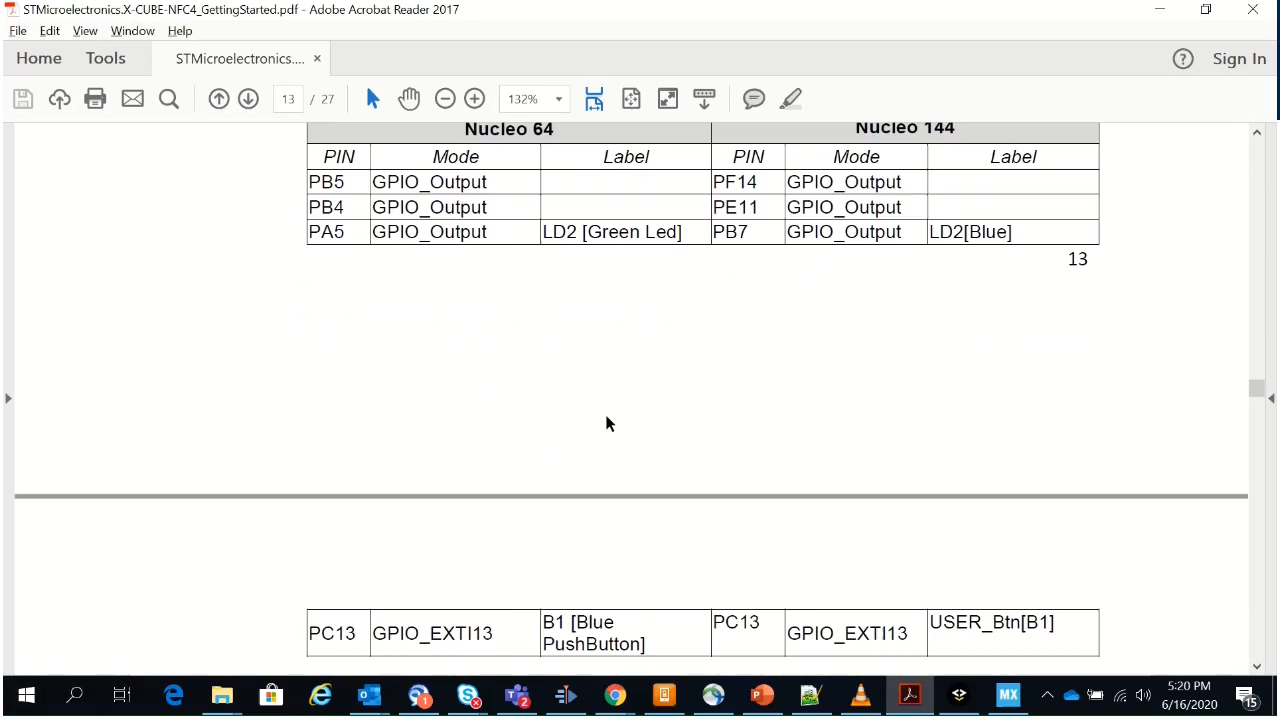 STMicroelectronics.X-CUBE-NFC4_GettingStarted.pdf - Adobe Acrobat Reader 2017
File Edit View Window Help
Home Tools STMicroelectronics.... × ? Sign In
13 / 27 132%
Nucleo 64 Nucleo 144
PIN Mode Label PIN Mode Label
PB5 GPIO_Output PF14 GPIO_Output
PB4 GPIO_Output PE11 GPIO_Output
PA5 GPIO_Output LD2 [Green Led] PB7 GPIO_Output LD2[Blue]
13
PC13 GPIO_EXTI13 B1 [Blue PC13 GPIO_EXTI13 USER_Btn[B1]
PushButton]
5:20 PM
6/16/2020
1 2 MX 15